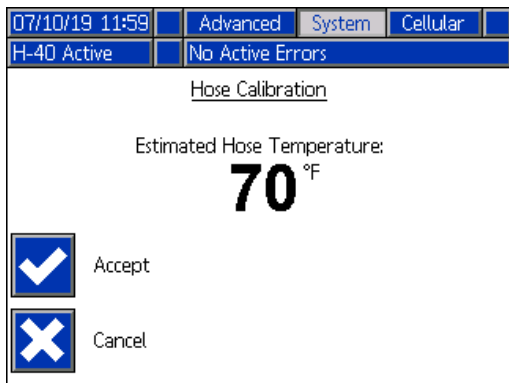 07/10/19 11:59 Advanced System Cellular
H-40 Active No Active Errors
Hose Calibration
Estimated Hose Temperature:
70 °F
Accept
Cancel